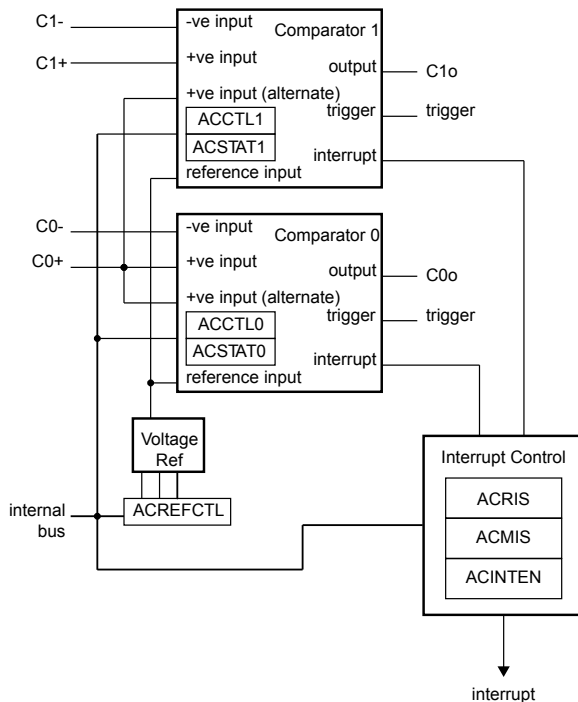 C1-
-ve input
Comparator 1
C1+
+ve input
output
C1o
+ve input (alternate)
trigger
trigger
ACCTL1
ACSTAT1
interrupt
reference input
C0-
-ve input
Comparator 0
C0+
+ve input
output
C0o
+ve input (alternate)
trigger
trigger
ACCTL0
ACSTAT0
interrupt
reference input
Voltage
Ref
Interrupt Control
ACRIS
ACMIS
ACINTEN
internal
bus
ACREFCTL
interrupt